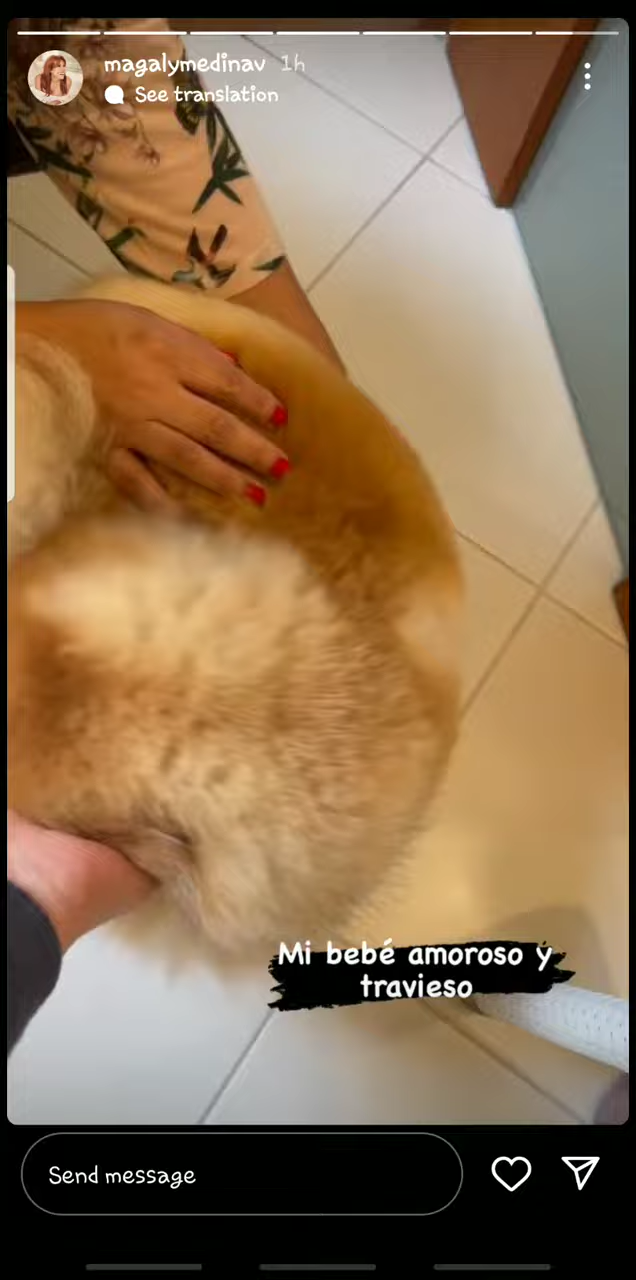 magalymedinav 1h
See translation
Mi bebé amoroso y
travieso
Send message